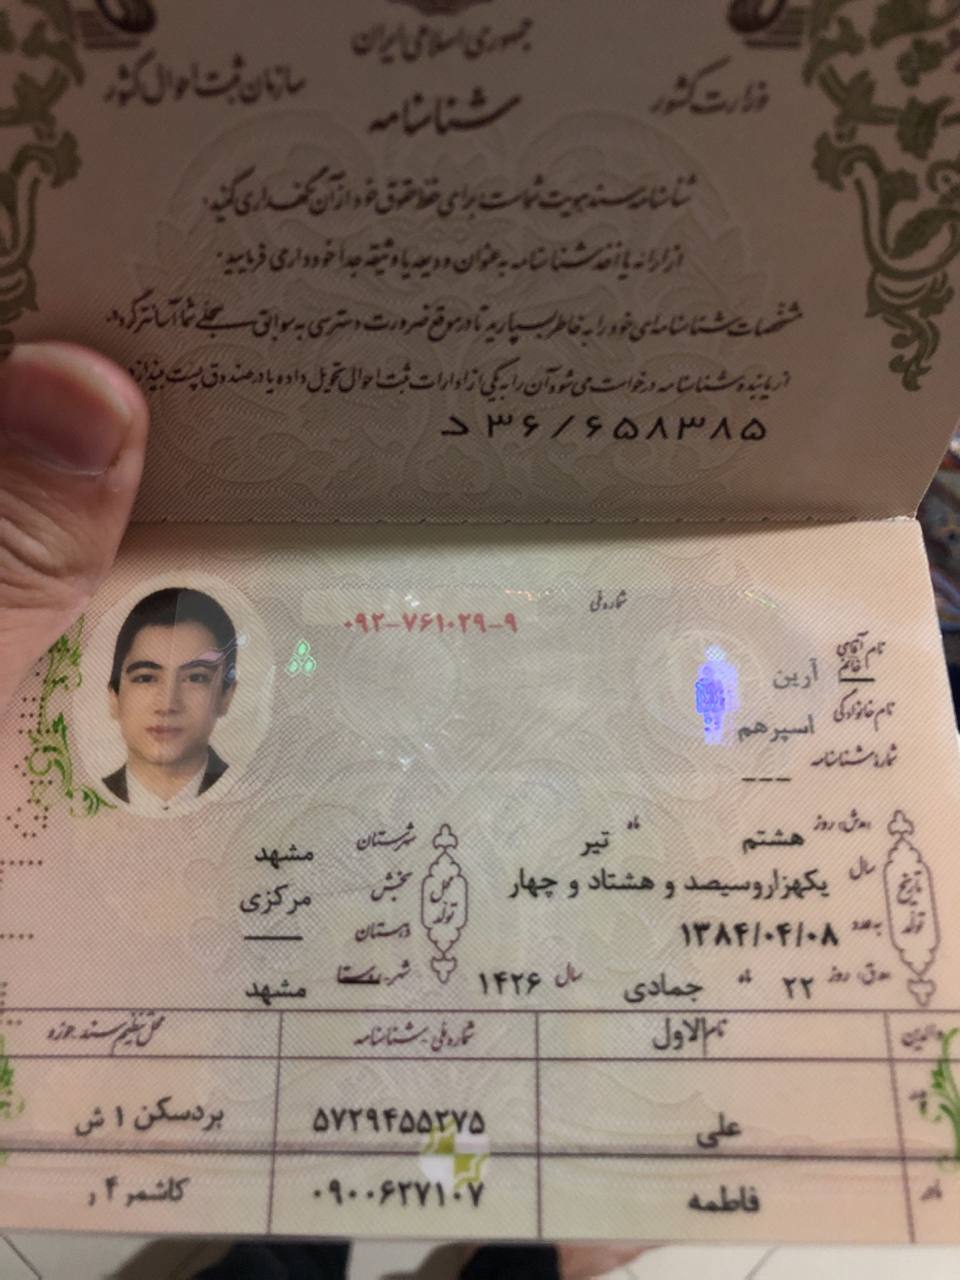 جمهوری اسلامی ایران
وزارت کشور
سازمان ثبت احوال کشور
شناسنامه
شناسنامه سند هویت شماست برای حفظ حقوق خود از آن نگهداری کنید.
از ارائه یا اخذ شناسنامه به عنوان ودیعه یا وثیقه جداً خودداری فرمایید.
مشخصات شناسنامه‌ای خود را به خاطر بسپارید تا در موقع ضرورت دسترسی به سوابق سجلی شما آسانتر گردد.
از یابنده شناسنامه درخواست می شود آن را به یکی از ادارات ثبت احوال تحویل داده یا در صندوق پست بیندازد.
د ۳۶/۶۵۸۳۸۵
شماره ملی ۰۹۲-۷۶۱۰۲۹-۹
نام آقای خانم آرین
نام خانوادگی اسپرهم
شماره شناسنامه ---
تاریخ تولد
ه‍.ش: روز هشتم ماه تیر
سال یکهزاروسیصد و هشتاد و چهار
به عدد ۱۳۸۴/۰۴/۰۸
ه‍.ق: روز ۲۲ ماه جمادی الاول سال ۱۴۲۶
محل تولد
شهرستان مشهد
بخش مرکزی
دهستان ---
شهر-روستا مشهد
والدین نام شماره ملی-شناسنامه محل تنظیم سند-حوزه
پدر علی ۵۷۲۹۴۵۵۲۷۵ بردسکن ۱ ش
مادر فاطمه ۰۹۰۰۶۲۷۱۰۷ کاشمر ۴ ر